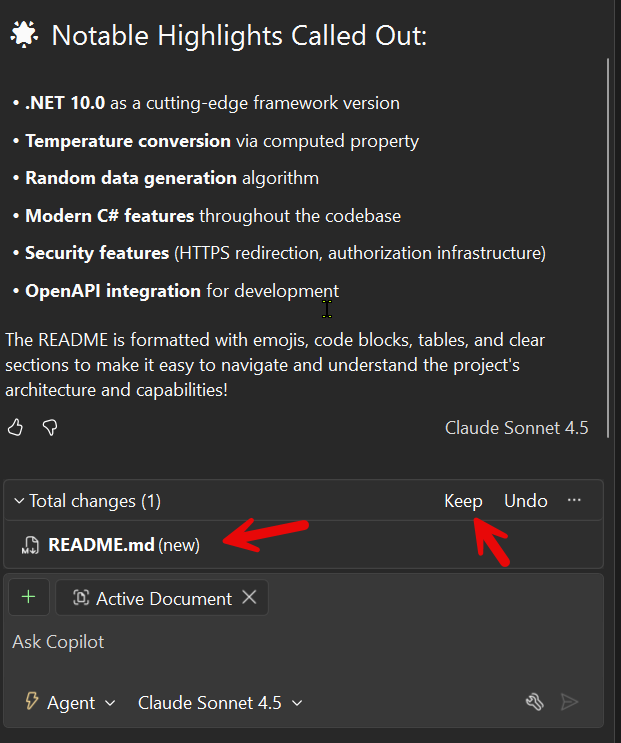 Notable Highlights Called Out:
• .NET 10.0 as a cutting-edge framework version
• Temperature conversion via computed property
• Random data generation algorithm
• Modern C# features throughout the codebase
• Security features (HTTPS redirection, authorization infrastructure)
• OpenAPI integration for development
The README is formatted with emojis, code blocks, tables, and clear
sections to make it easy to navigate and understand the project's
architecture and capabilities!
Claude Sonnet 4.5
Total changes (1) Keep Undo ···
README.md (new)
+ Active Document
Ask Copilot
Agent Claude Sonnet 4.5